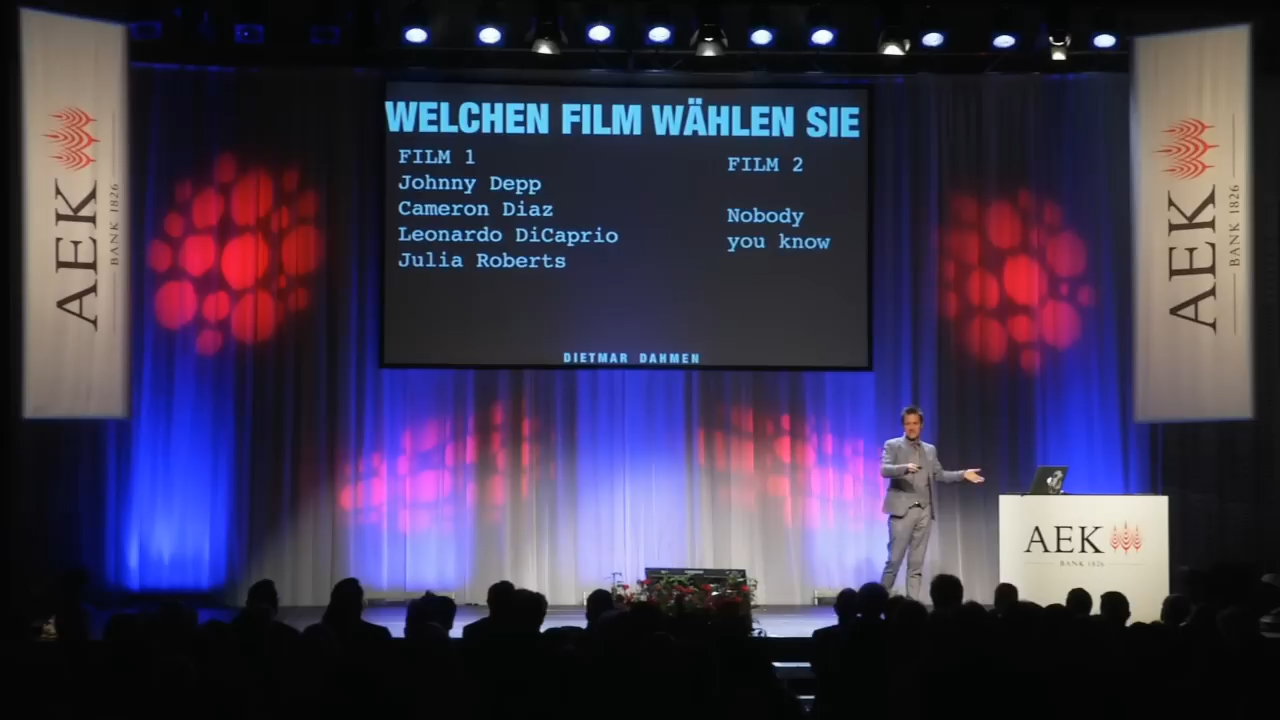 WELCHEN FILM WÄHLEN SIE
FILM 1
Johnny Depp
Cameron Diaz
Leonardo DiCaprio
Julia Roberts
FILM 2
Nobody
you know
DIETMAR DAHMEN
AEK
BANK 1826
AEK
BANK 1826
AEK
BANK 1826